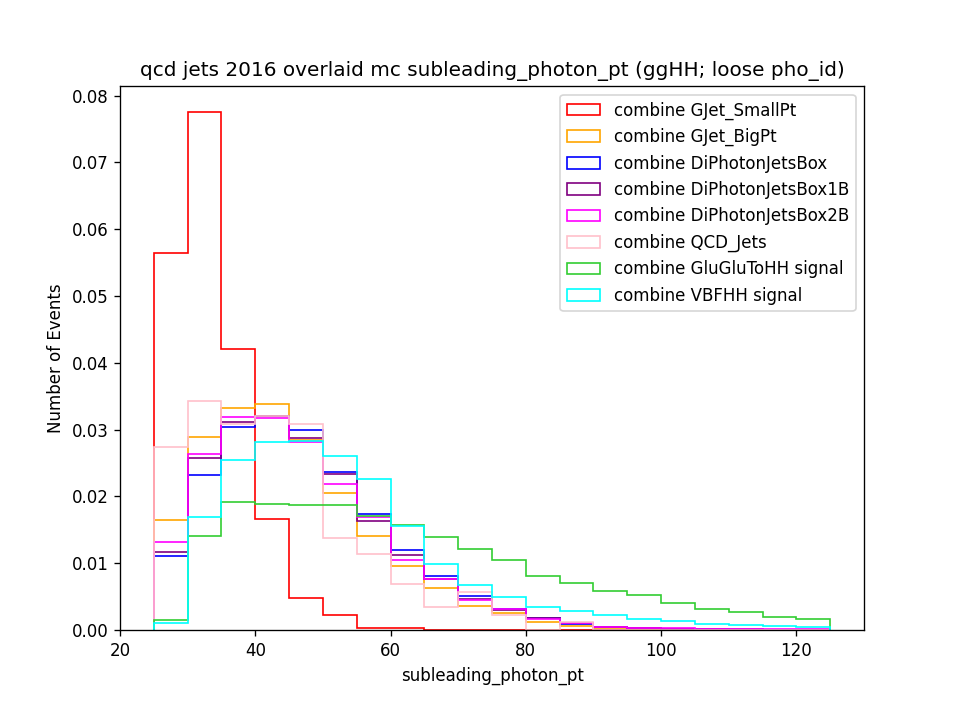 qcd jets 2016 overlaid mc subleading_photon_pt (ggHH; loose pho_id)
combine GJet_SmallPt
combine GJet_BigPt
combine DiPhotonJetsBox
combine DiPhotonJetsBox1B
combine DiPhotonJetsBox2B
combine QCD_Jets
combine GluGluToHH signal
combine VBFHH signal
Number of Events
0.08
0.07
0.06
0.05
0.04
0.03
0.02
0.01
0.00
20 40 60 80 100 120
subleading_photon_pt